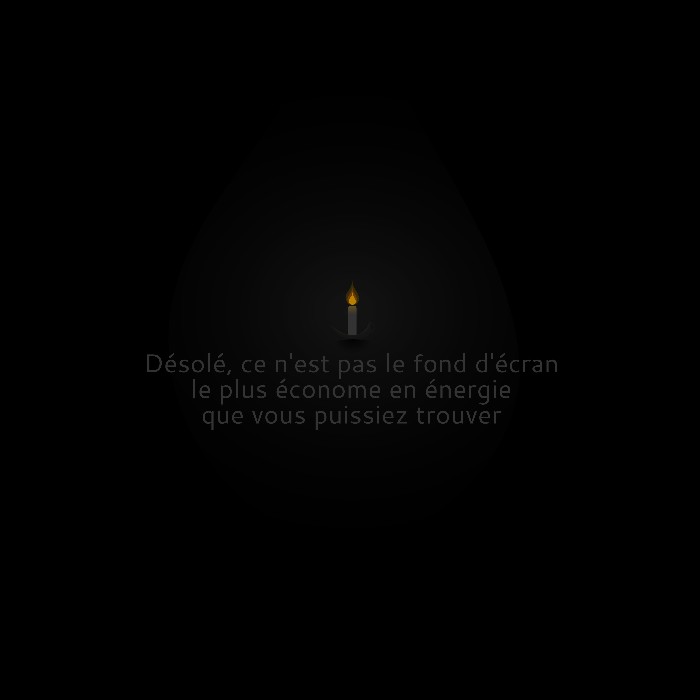 Désolé, ce n'est pas le fond d'écran
le plus économe en énergie
que vous puissiez trouver